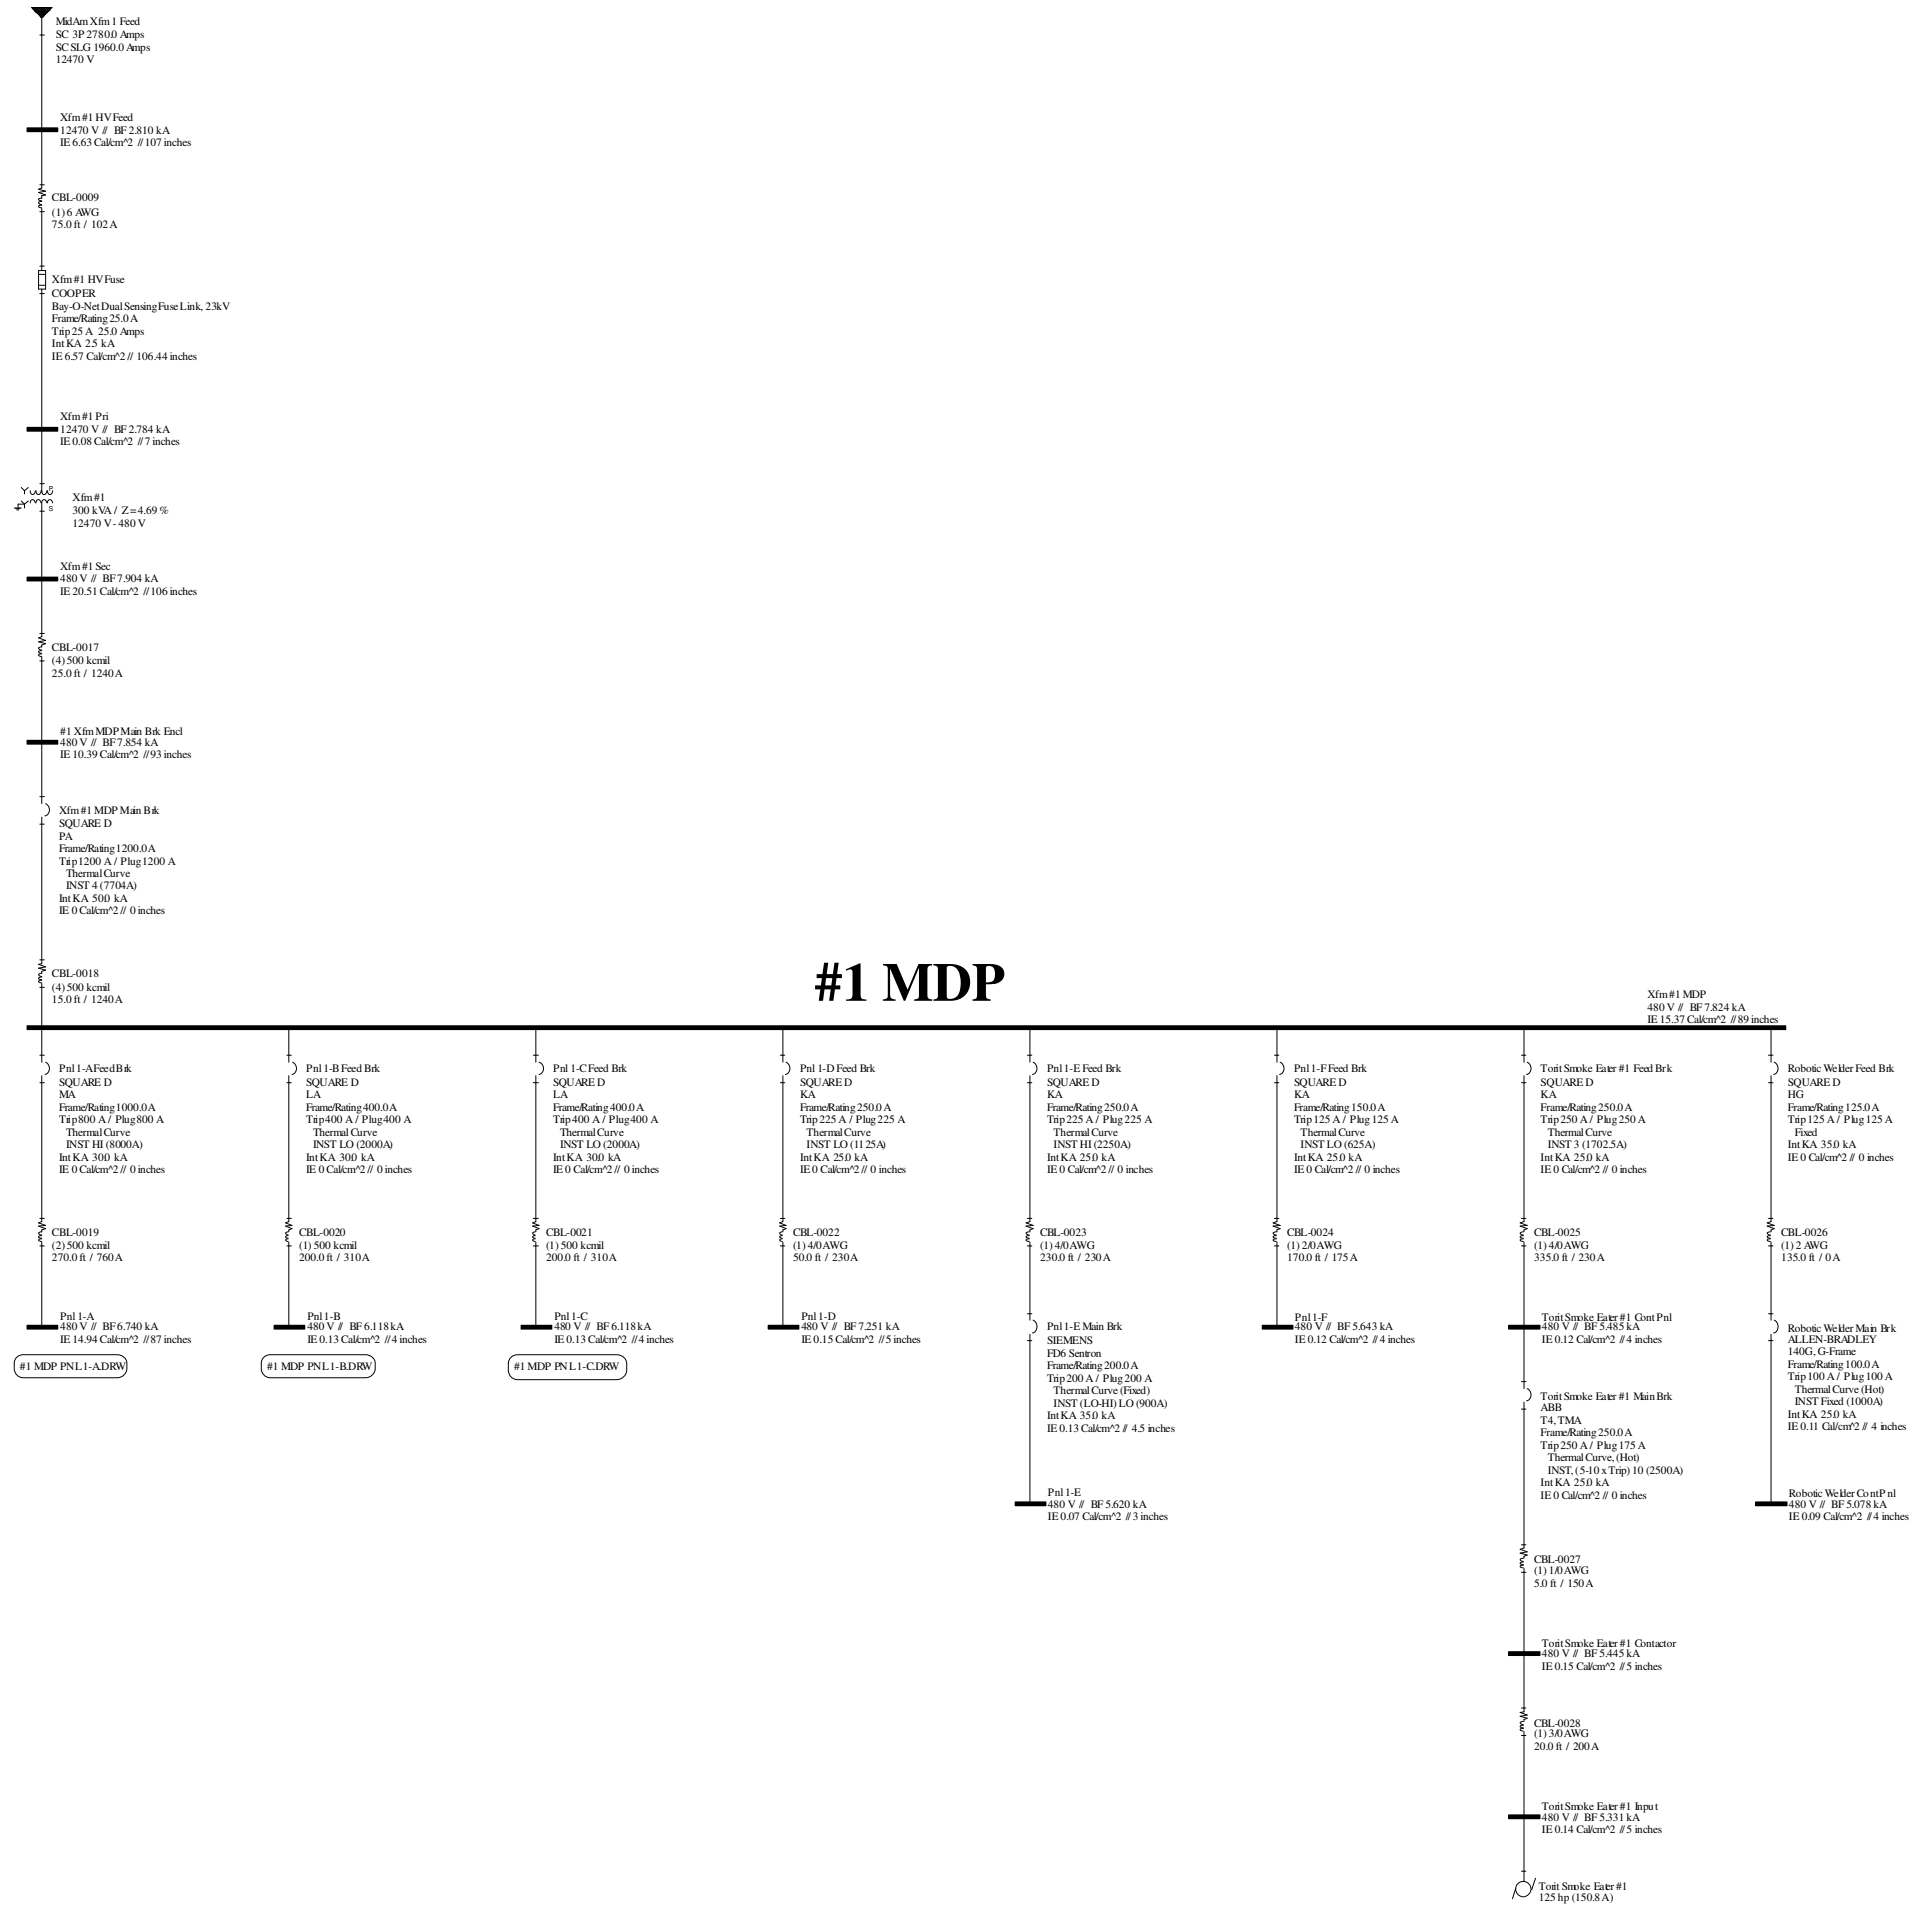 MidAm Xfm 1 Feed
SC 3P 2780.0 Amps
SC SLG 1960.0 Amps
12470 V
Xfm #1 HV Feed
12470 V // BF 2.810 kA
IE 6.63 Cal/cm^2 // 107 inches
CBL-0009
(1) 6 AWG
75.0 ft / 102 A
Xfm #1 HV Fuse
COOPER
Bay-O-Net Dual Sensing Fuse Link, 23kV
Frame/Rating 25.0 A
Trip 25 A 25.0 Amps
Int KA 2.5 kA
IE 6.57 Cal/cm^2 // 106.44 inches
Xfm #1 Pri
12470 V // BF 2.784 kA
IE 0.08 Cal/cm^2 // 7 inches
P
S
Xfm #1
300 kVA / Z = 4.69 %
12470 V - 480 V
Xfm #1 Sec
480 V // BF 7.904 kA
IE 20.51 Cal/cm^2 // 106 inches
CBL-0017
(4) 500 kcmil
25.0 ft / 1240 A
#1 Xfm MDP Main Brk Encl
480 V // BF 7.854 kA
IE 10.39 Cal/cm^2 // 93 inches
Xfm #1 MDP Main Brk
SQUARE D
PA
Frame/Rating 1200.0 A
Trip 1200 A / Plug 1200 A
Thermal Curve
INST 4 (7704A)
Int KA 50.0 kA
IE 0 Cal/cm^2 // 0 inches
CBL-0018
(4) 500 kcmil
15.0 ft / 1240 A
#1 MDP
Xfm #1 MDP
480 V // BF 7.824 kA
IE 15.37 Cal/cm^2 // 89 inches
Pnl 1-A Feed Brk
SQUARE D
MA
Frame/Rating 1000.0 A
Trip 800 A / Plug 800 A
Thermal Curve
INST HI (8000A)
Int KA 30.0 kA
IE 0 Cal/cm^2 // 0 inches
CBL-0019
(2) 500 kcmil
270.0 ft / 760 A
Pnl 1-A
480 V // BF 6.740 kA
IE 14.94 Cal/cm^2 // 87 inches
#1 MDP PNL 1-A.DRW
Pnl 1-B Feed Brk
SQUARE D
LA
Frame/Rating 400.0 A
Trip 400 A / Plug 400 A
Thermal Curve
INST LO (2000A)
Int KA 30.0 kA
IE 0 Cal/cm^2 // 0 inches
CBL-0020
(1) 500 kcmil
200.0 ft / 310 A
Pnl 1-B
480 V // BF 6.118 kA
IE 0.13 Cal/cm^2 // 4 inches
#1 MDP PNL 1-B.DRW
Pnl 1-C Feed Brk
SQUARE D
LA
Frame/Rating 400.0 A
Trip 400 A / Plug 400 A
Thermal Curve
INST LO (2000A)
Int KA 30.0 kA
IE 0 Cal/cm^2 // 0 inches
CBL-0021
(1) 500 kcmil
200.0 ft / 310 A
Pnl 1-C
480 V // BF 6.118 kA
IE 0.13 Cal/cm^2 // 4 inches
#1 MDP PNL 1-C.DRW
Pnl 1-D Feed Brk
SQUARE D
KA
Frame/Rating 250.0 A
Trip 225 A / Plug 225 A
Thermal Curve
INST LO (1125A)
Int KA 25.0 kA
IE 0 Cal/cm^2 // 0 inches
CBL-0022
(1) 4/0 AWG
50.0 ft / 230 A
Pnl 1-D
480 V // BF 7.251 kA
IE 0.15 Cal/cm^2 // 5 inches
Pnl 1-E Feed Brk
SQUARE D
KA
Frame/Rating 250.0 A
Trip 225 A / Plug 225 A
Thermal Curve
INST HI (2250A)
Int KA 25.0 kA
IE 0 Cal/cm^2 // 0 inches
CBL-0023
(1) 4/0 AWG
230.0 ft / 230 A
Pnl 1-E Main Brk
SIEMENS
FD6 Sentron
Frame/Rating 200.0 A
Trip 200 A / Plug 200 A
Thermal Curve (Fixed)
INST (LO-HI) LO (900A)
Int KA 35.0 kA
IE 0.13 Cal/cm^2 // 4.5 inches
Pnl 1-E
480 V // BF 5.620 kA
IE 0.07 Cal/cm^2 // 3 inches
Pnl 1-F Feed Brk
SQUARE D
KA
Frame/Rating 150.0 A
Trip 125 A / Plug 125 A
Thermal Curve
INST LO (625A)
Int KA 25.0 kA
IE 0 Cal/cm^2 // 0 inches
CBL-0024
(1) 2/0 AWG
170.0 ft / 175 A
Pnl 1-F
480 V // BF 5.643 kA
IE 0.12 Cal/cm^2 // 4 inches
Torit Smoke Eater #1 Feed Brk
SQUARE D
KA
Frame/Rating 250.0 A
Trip 250 A / Plug 250 A
Thermal Curve
INST 3 (1702.5A)
Int KA 25.0 kA
IE 0 Cal/cm^2 // 0 inches
CBL-0025
(1) 4/0 AWG
335.0 ft / 230 A
Torit Smoke Eater #1 Cont Pnl
480 V // BF 5.485 kA
IE 0.12 Cal/cm^2 // 4 inches
Torit Smoke Eater #1 Main Brk
ABB
T4, TMA
Frame/Rating 250.0 A
Trip 250 A / Plug 175 A
Thermal Curve, (Hot)
INST, (5-10 x Trip) 10 (2500A)
Int KA 25.0 kA
IE 0 Cal/cm^2 // 0 inches
CBL-0027
(1) 1/0 AWG
5.0 ft / 150 A
Torit Smoke Eater #1 Contactor
480 V // BF 5.445 kA
IE 0.15 Cal/cm^2 // 5 inches
CBL-0028
(1) 3/0 AWG
20.0 ft / 200 A
Torit Smoke Eater #1 Input
480 V // BF 5.331 kA
IE 0.14 Cal/cm^2 // 5 inches
Torit Smoke Eater #1
125 hp (150.8 A)
Robotic Welder Feed Brk
SQUARE D
HG
Frame/Rating 125.0 A
Trip 125 A / Plug 125 A
Fixed
Int KA 35.0 kA
IE 0 Cal/cm^2 // 0 inches
CBL-0026
(1) 2 AWG
135.0 ft / 0 A
Robotic Welder Main Brk
ALLEN-BRADLEY
140G, G-Frame
Frame/Rating 100.0 A
Trip 100 A / Plug 100 A
Thermal Curve (Hot)
INST Fixed (1000A)
Int KA 25.0 kA
IE 0.11 Cal/cm^2 // 4 inches
Robotic Welder Cont Pnl
480 V // BF 5.078 kA
IE 0.09 Cal/cm^2 // 4 inches